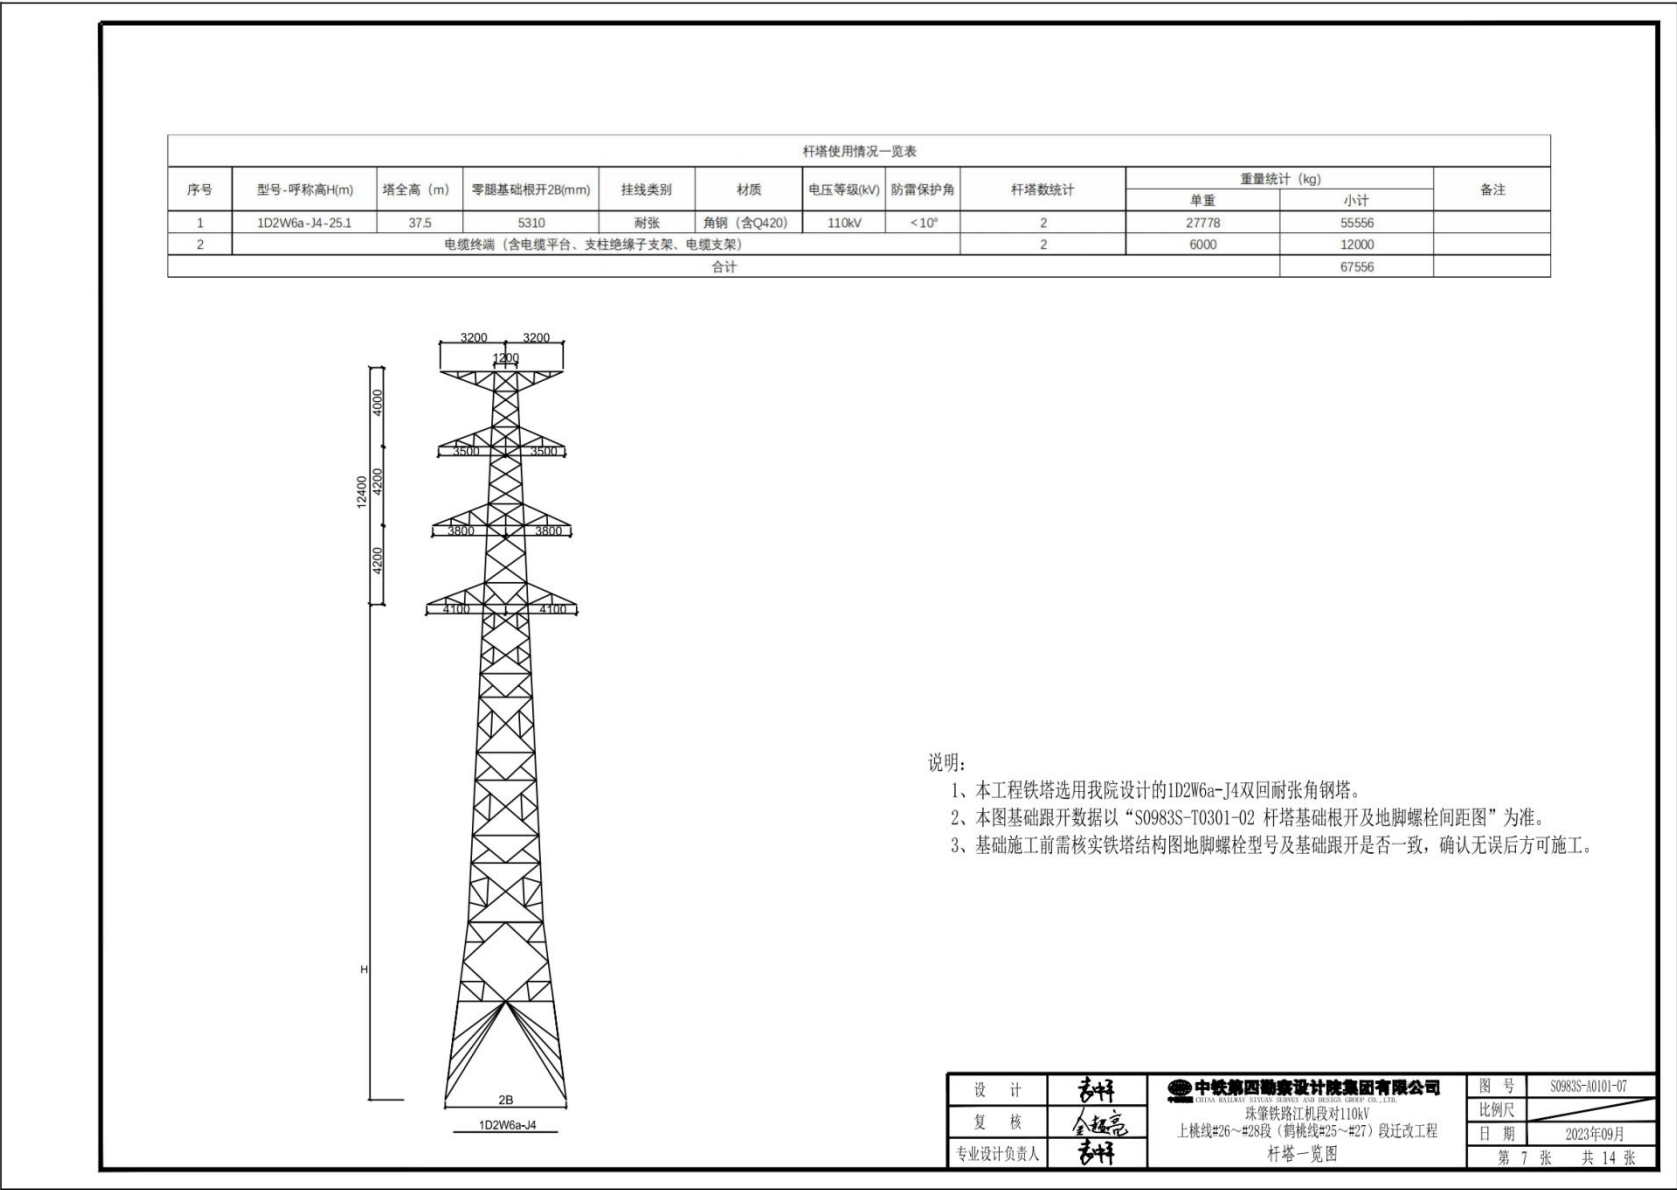 杆塔使用情况一览表
序号 型号-呼称高H(m) 塔全高（m） 零腿基础根开2B(mm) 挂线类别 材质 电压等级(kV) 防雷保护角 杆塔数统计 重量统计（kg） 备注
单重 小计
1 1D2W6a-J4-25.1 37.5 5310 耐张 角钢（含Q420） 110kV <10° 2 27778 55556
2 电缆终端（含电缆平台、支柱绝缘子支架、电缆支架） 2 6000 12000
合计 67556
3200 3200
1200
4000
3500 3500
12400
4200
3800 3800
4200
4100 4100
H
2B
1D2W6a-J4
说明:
1、本工程铁塔选用我院设计的1D2W6a-J4双回耐张角钢塔。
2、本图基础跟开数据以“S0983S-T0301-02 杆塔基础根开及地脚螺栓间距图”为准。
3、基础施工前需核实铁塔结构图地脚螺栓型号及基础跟开是否一致，确认无误后方可施工。
设 计
复 核
专业设计负责人
中铁第四勘察设计院集团有限公司
CHINA RAILWAY SIYUAN SURVEY AND DESIGN GROUP CO.,LTD.
珠肇铁路江机段对110kV
上桃线#26～#28段（鹤桃线#25～#27）段迁改工程
杆塔一览图
图 号 S0983S-A0101-07
比例尺
日 期 2023年09月
第 7 张 共 14 张